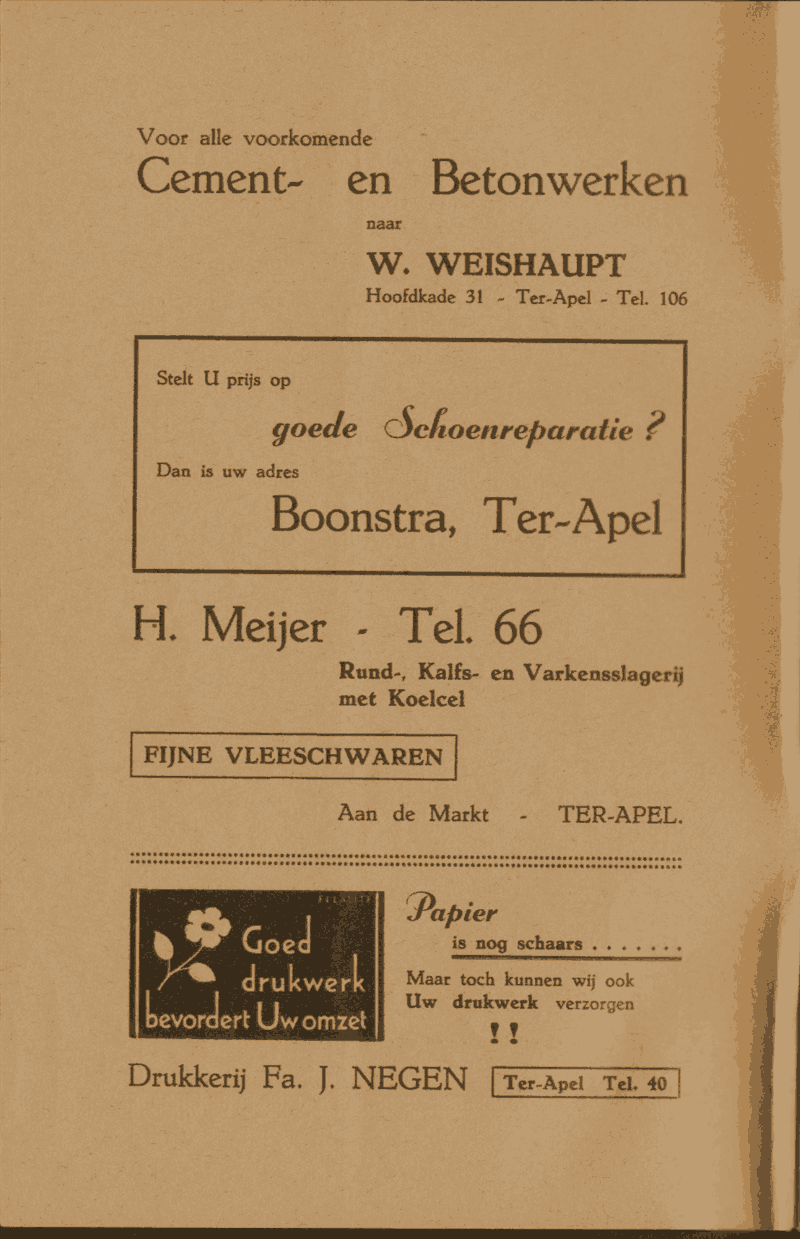 Voor alle voorkomende
Cement- en Betonwerken
naar
W. WEISHAUPT
Hoofdkade 31 - Ter-Apel - Tel. 106
Stelt U prijs op
goede Schoenreparatie ?
Dan is uw adres
Boonstra, Ter-Apel
H. Meijer - Tel. 66
Rund-, Kalfs- en Varkensslagerij
met Koelcel
FIJNE VLEESCHWAREN
Aan de Markt - TER-APEL.
Goed
drukwerk
bevordert Uw omzet
Papier
is nog schaars . . . . . . .
Maar toch kunnen wij ook
Uw drukwerk verzorgen
! !
Drukkerij Fa. J. NEGEN
Ter-Apel Tel. 40